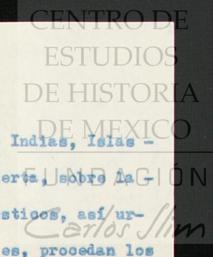 CENTRO DE
ESTUDIOS
DE HISTORIA
DE MEXICO
FUNDACIÓN
Carlos Slim
Indias, Islas -
erta, sobre la -
sticos, así ur-
es, procedan los